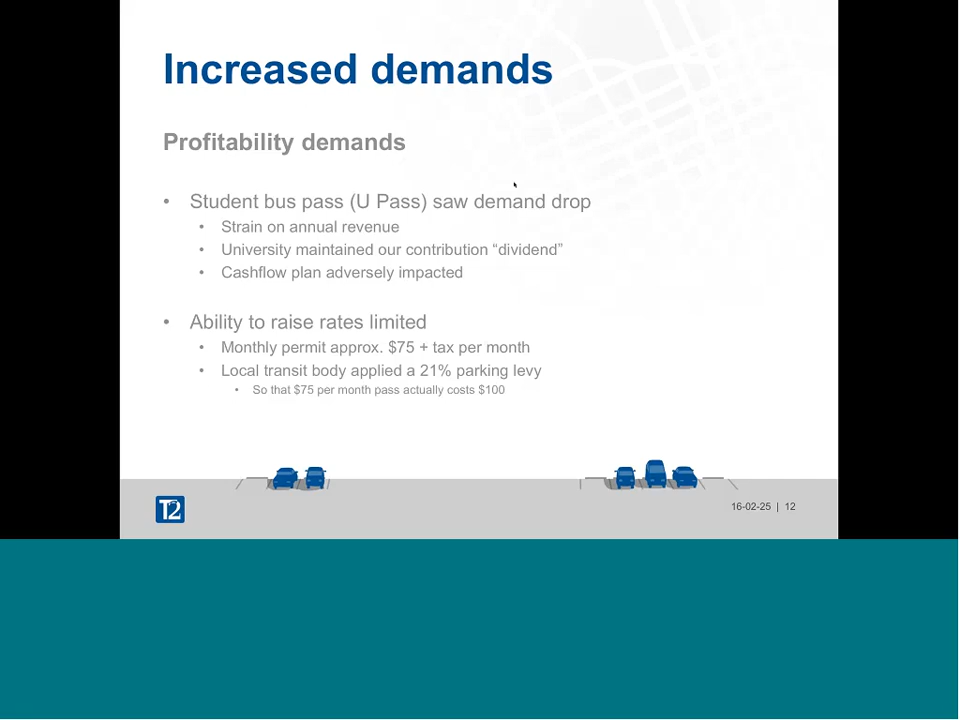 Increased demands
Profitability demands
• Student bus pass (U Pass) saw demand drop
• Strain on annual revenue
• University maintained our contribution “dividend”
• Cashflow plan adversely impacted
• Ability to raise rates limited
• Monthly permit approx. $75 + tax per month
• Local transit body applied a 21% parking levy
• So that $75 per month pass actually costs $100
T2
16-02-25 | 12